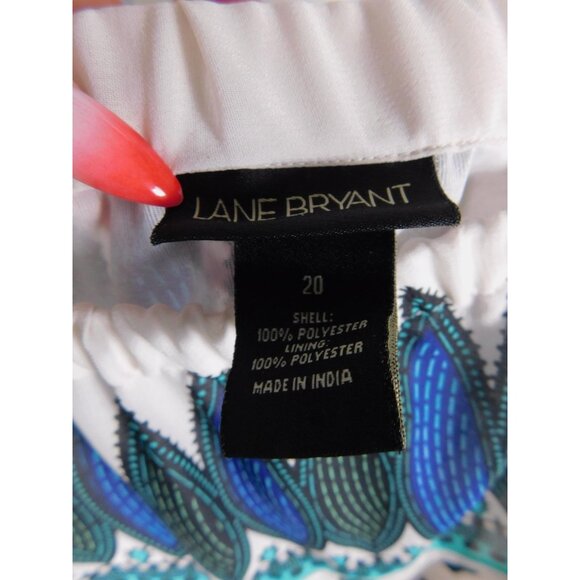 LANE BRYANT
20
SHELL:
100% POLYESTER
LINING:
100% POLYESTER
MADE IN INDIA